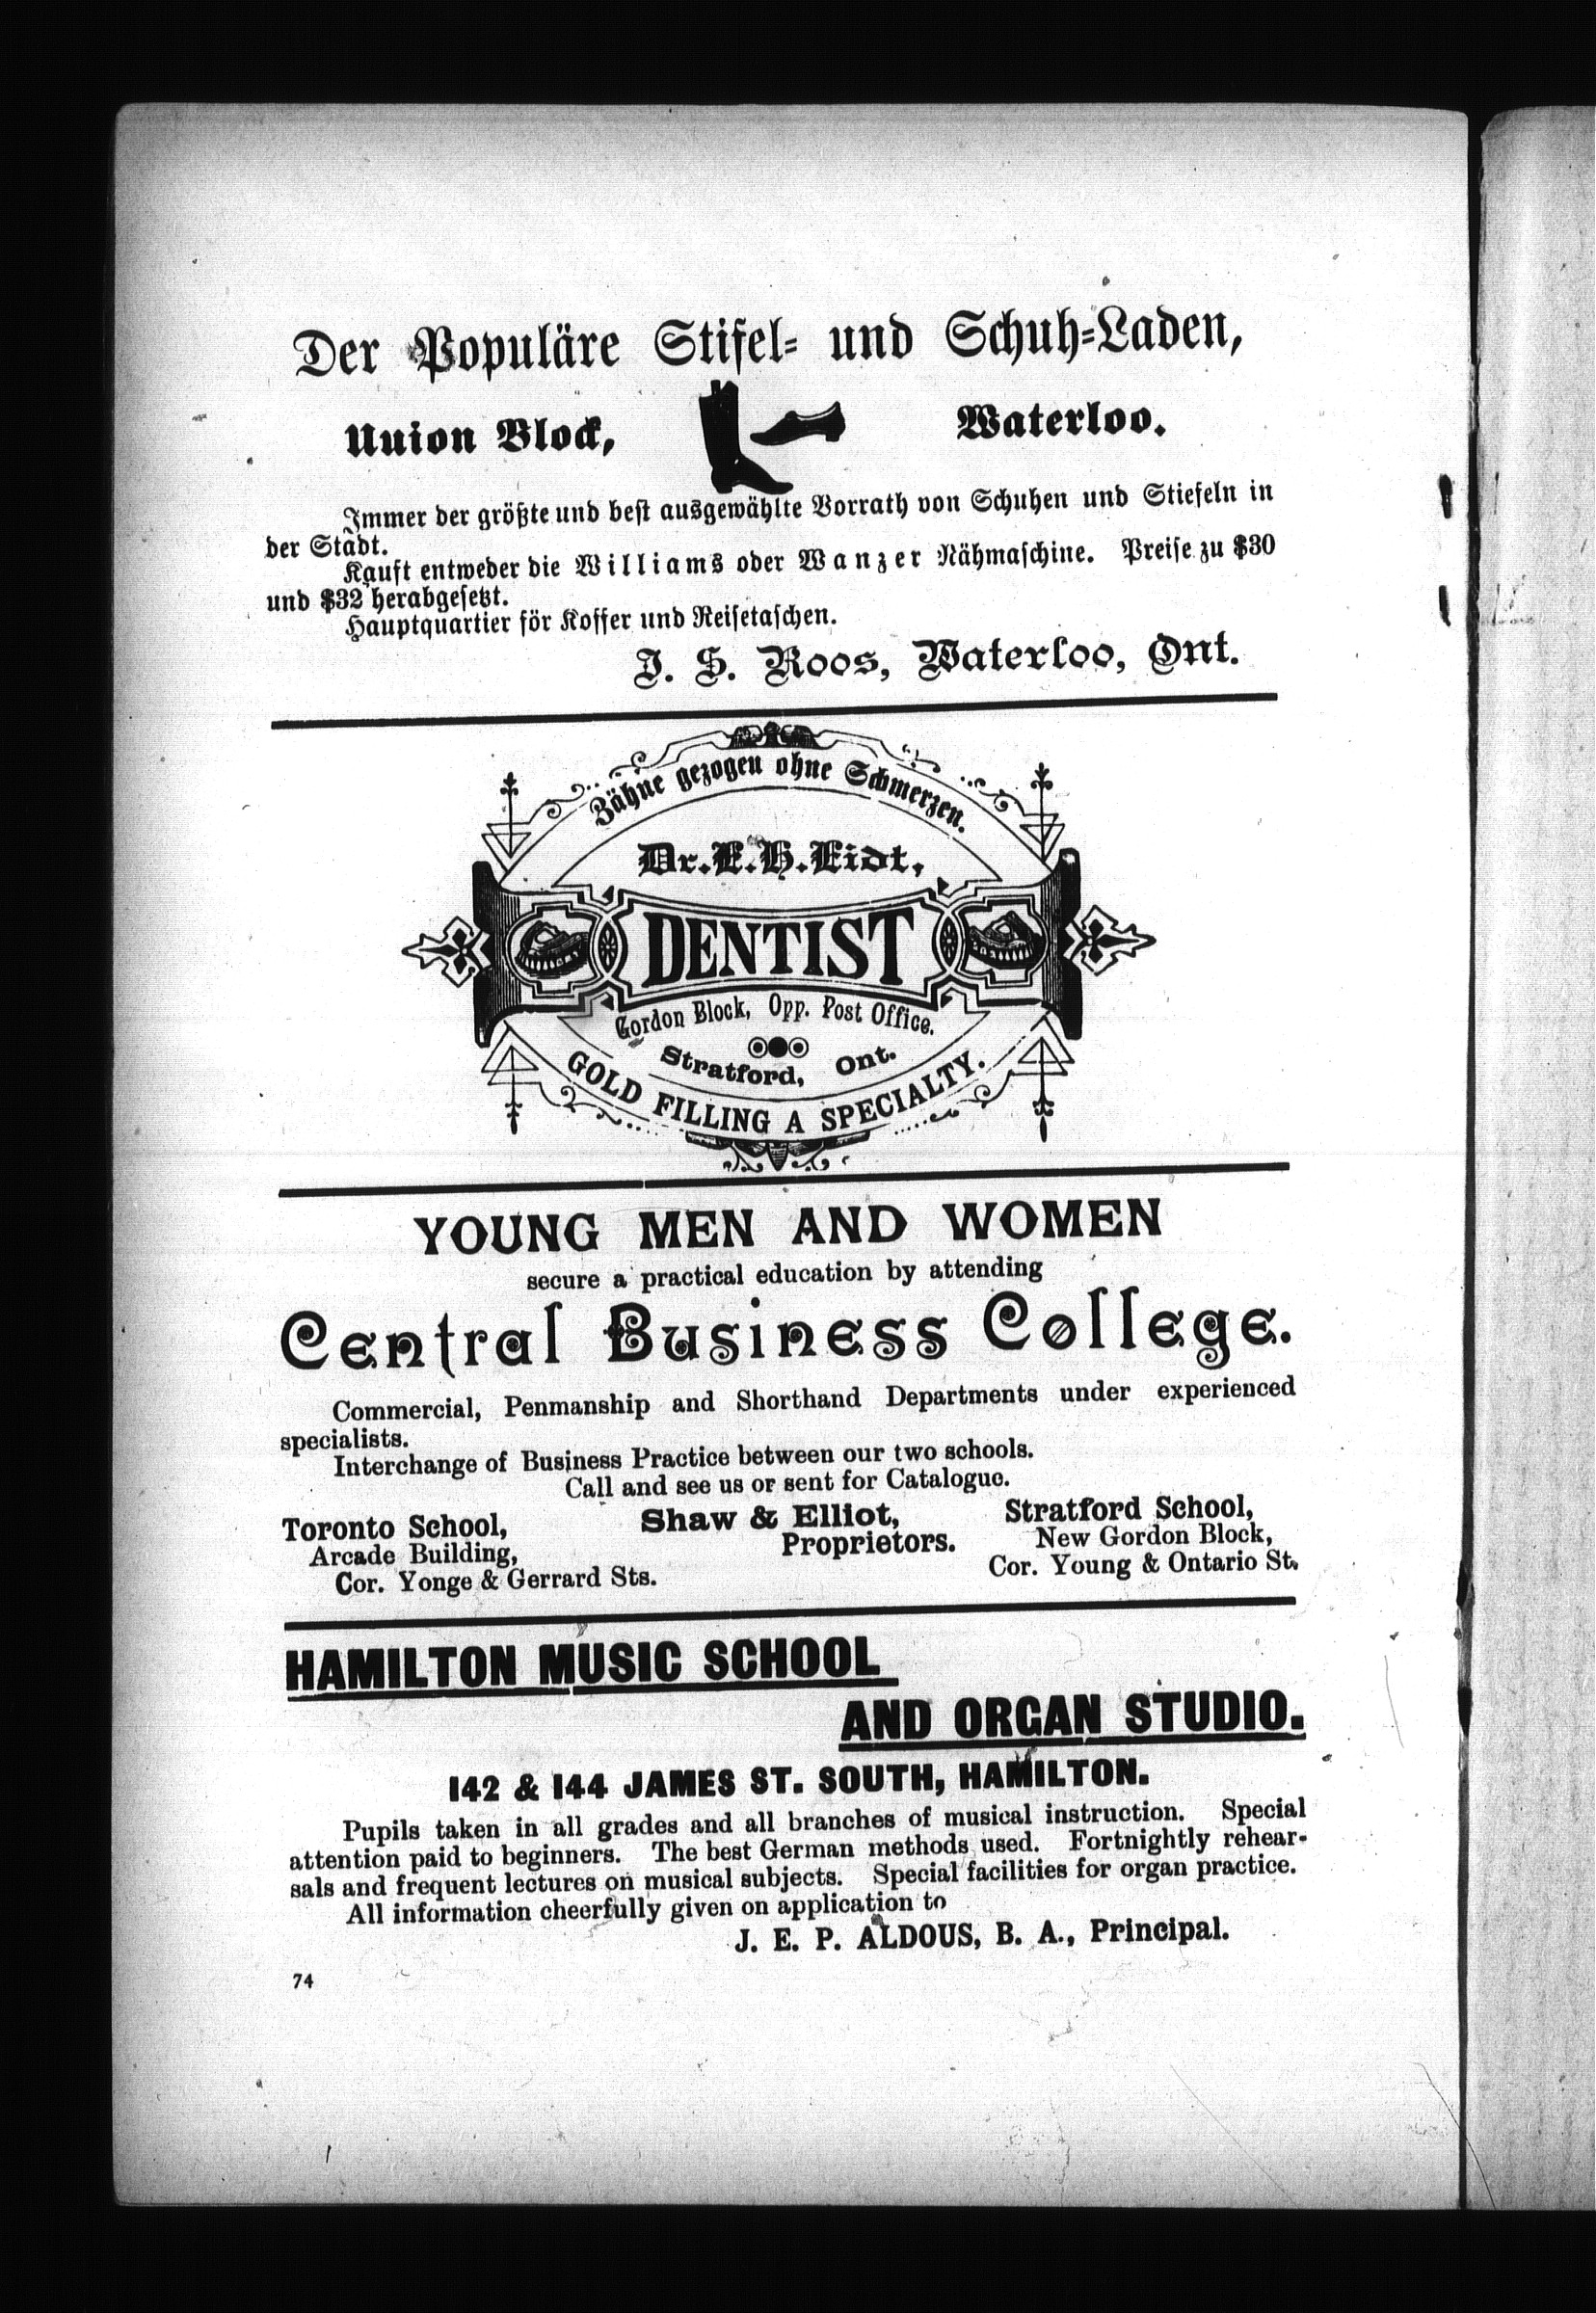 Der Populäre Stifel- und Schuh-Laden,
Union Block, Waterloo.
Immer der größte und best ausgewählte Vorrath von Schuhen und Stiefeln in
der Stadt.
Kauft entweder die Williams oder Wanzer Nähmaschine. Preise zu $30
und $32 herabgesetzt.
Hauptquartier för Koffer und Reisetaschen.
J. S. Roos, Waterloo, Ont.
Zähne gezogen ohne Schmerzen.
Dr. E. H. Eidt,
DENTIST
Gordon Block, Opp. Post Office.
Stratford, Ont.
GOLD FILLING A SPECIALTY.
YOUNG MEN AND WOMEN
secure a practical education by attending
Central Business College.
Commercial, Penmanship and Shorthand Departments under experienced
specialists.
Interchange of Business Practice between our two schools.
Call and see us or sent for Catalogue.
Toronto School, Shaw & Elliot, Stratford School,
Arcade Building, Proprietors. New Gordon Block,
Cor. Yonge & Gerrard Sts. Cor. Young & Ontario St.
HAMILTON MUSIC SCHOOL
AND ORGAN STUDIO.
142 & 144 JAMES ST. SOUTH, HAMILTON.
Pupils taken in all grades and all branches of musical instruction. Special
attention paid to beginners. The best German methods used. Fortnightly rehear-
sals and frequent lectures on musical subjects. Special facilities for organ practice.
All information cheerfully given on application to
J. E. P. ALDOUS, B. A., Principal.
74